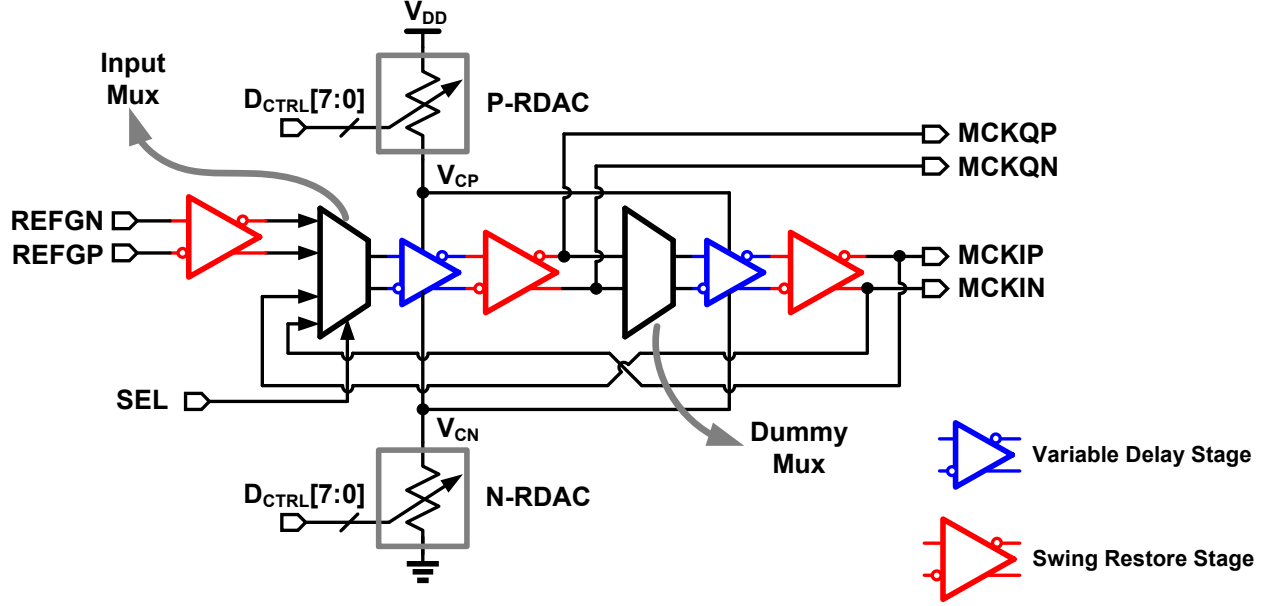 V_DD
Input
Mux
D_CTRL[7:0]
P-RDAC
MCKQP
MCKQN
V_CP
REFGN
REFGP
MCKIP
MCKIN
SEL
V_CN
Dummy
Mux
Variable Delay Stage
D_CTRL[7:0]
N-RDAC
Swing Restore Stage